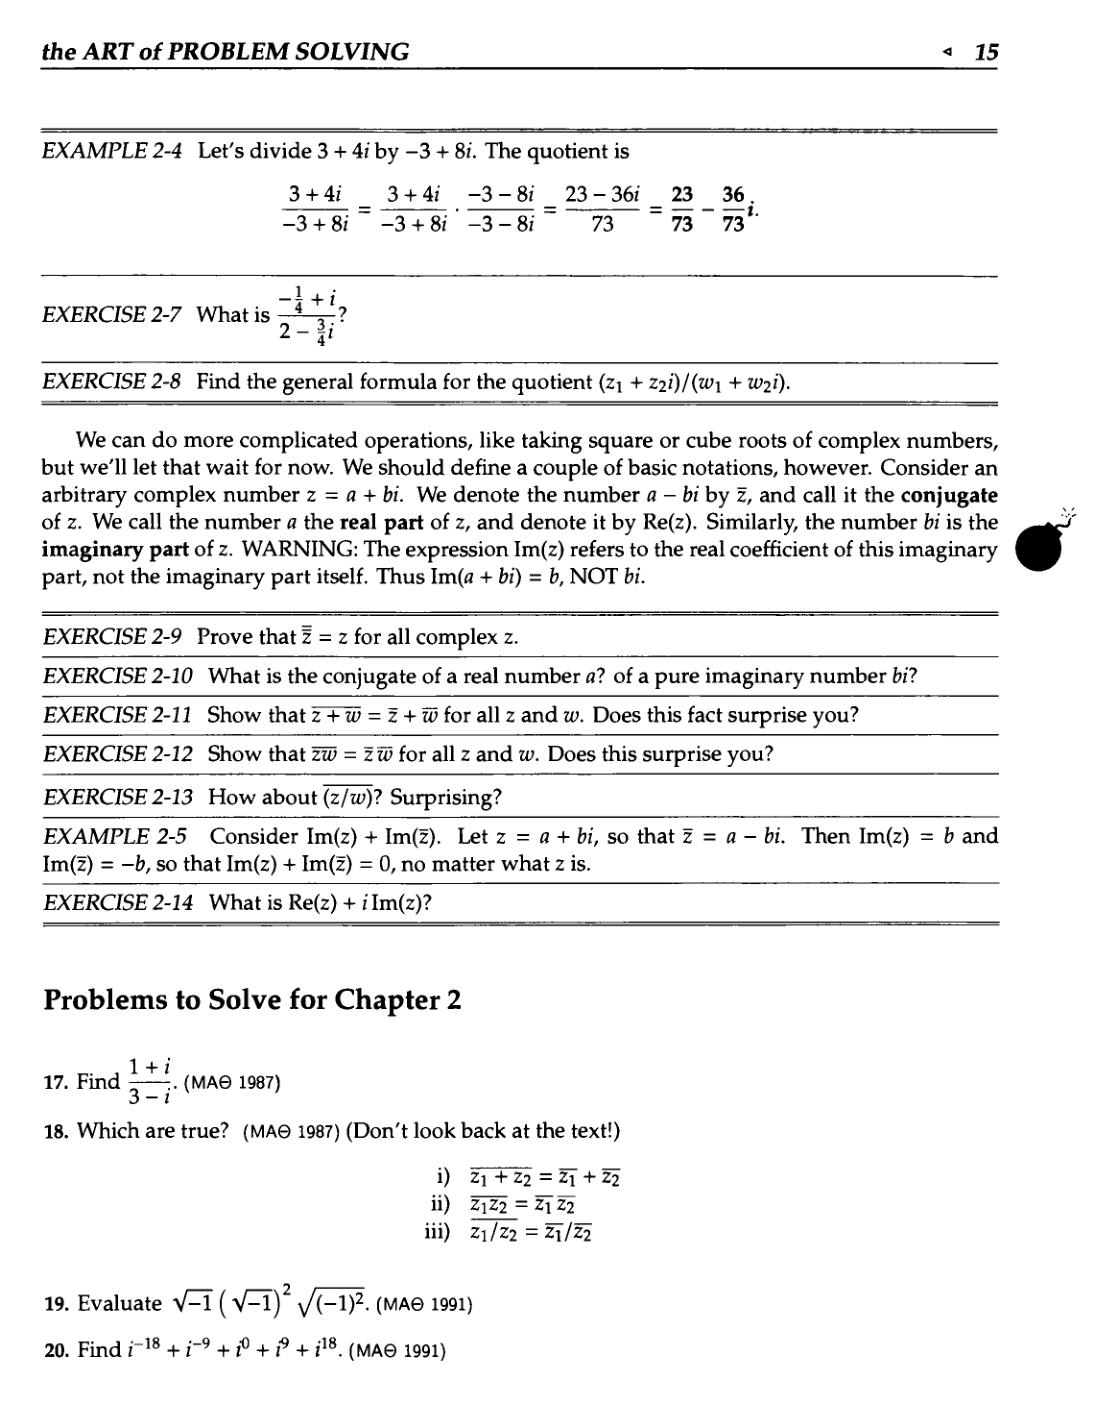 the ART of PROBLEM SOLVING ◃ 15
EXAMPLE 2-4 Let's divide 3 + 4i by −3 + 8i. The quotient is
(3 + 4i)/(−3 + 8i) = (3 + 4i)/(−3 + 8i) · (−3 − 8i)/(−3 − 8i) = (23 − 36i)/73 = 23/73 − 36/73 i.
EXERCISE 2-7 What is (−1/4 + i)/(2 − 3/4 i)?
EXERCISE 2-8 Find the general formula for the quotient (z₁ + z₂i)/(w₁ + w₂i).
We can do more complicated operations, like taking square or cube roots of complex numbers,
but we'll let that wait for now. We should define a couple of basic notations, however. Consider an
arbitrary complex number z = a + bi. We denote the number a − bi by z̅, and call it the conjugate
of z. We call the number a the real part of z, and denote it by Re(z). Similarly, the number bi is the
imaginary part of z. WARNING: The expression Im(z) refers to the real coefficient of this imaginary
part, not the imaginary part itself. Thus Im(a + bi) = b, NOT bi.
EXERCISE 2-9 Prove that z̿ = z for all complex z.
EXERCISE 2-10 What is the conjugate of a real number a? of a pure imaginary number bi?
EXERCISE 2-11 Show that z̅ ̅+̅ ̅w̅ = z̅ + w̅ for all z and w. Does this fact surprise you?
EXERCISE 2-12 Show that z̅w̅ = z̅ w̅ for all z and w. Does this surprise you?
EXERCISE 2-13 How about (̅z̅/̅w̅)̅? Surprising?
EXAMPLE 2-5 Consider Im(z) + Im(z̅). Let z = a + bi, so that z̅ = a − bi. Then Im(z) = b and
Im(z̅) = −b, so that Im(z) + Im(z̅) = 0, no matter what z is.
EXERCISE 2-14 What is Re(z) + i Im(z)?
Problems to Solve for Chapter 2
17. Find (1 + i)/(3 − i). (MAΘ 1987)
18. Which are true? (MAΘ 1987) (Don't look back at the text!)
i) z̅₁̅ ̅+̅ ̅z̅₂̅ = z̅₁̅ + z̅₂̅
ii) z̅₁̅z̅₂̅ = z̅₁̅ z̅₂̅
iii) z̅₁̅/̅z̅₂̅ = z̅₁̅/z̅₂̅
19. Evaluate √−1 (√−1)² √(−1)². (MAΘ 1991)
20. Find i⁻¹⁸ + i⁻⁹ + i⁰ + i⁹ + i¹⁸. (MAΘ 1991)